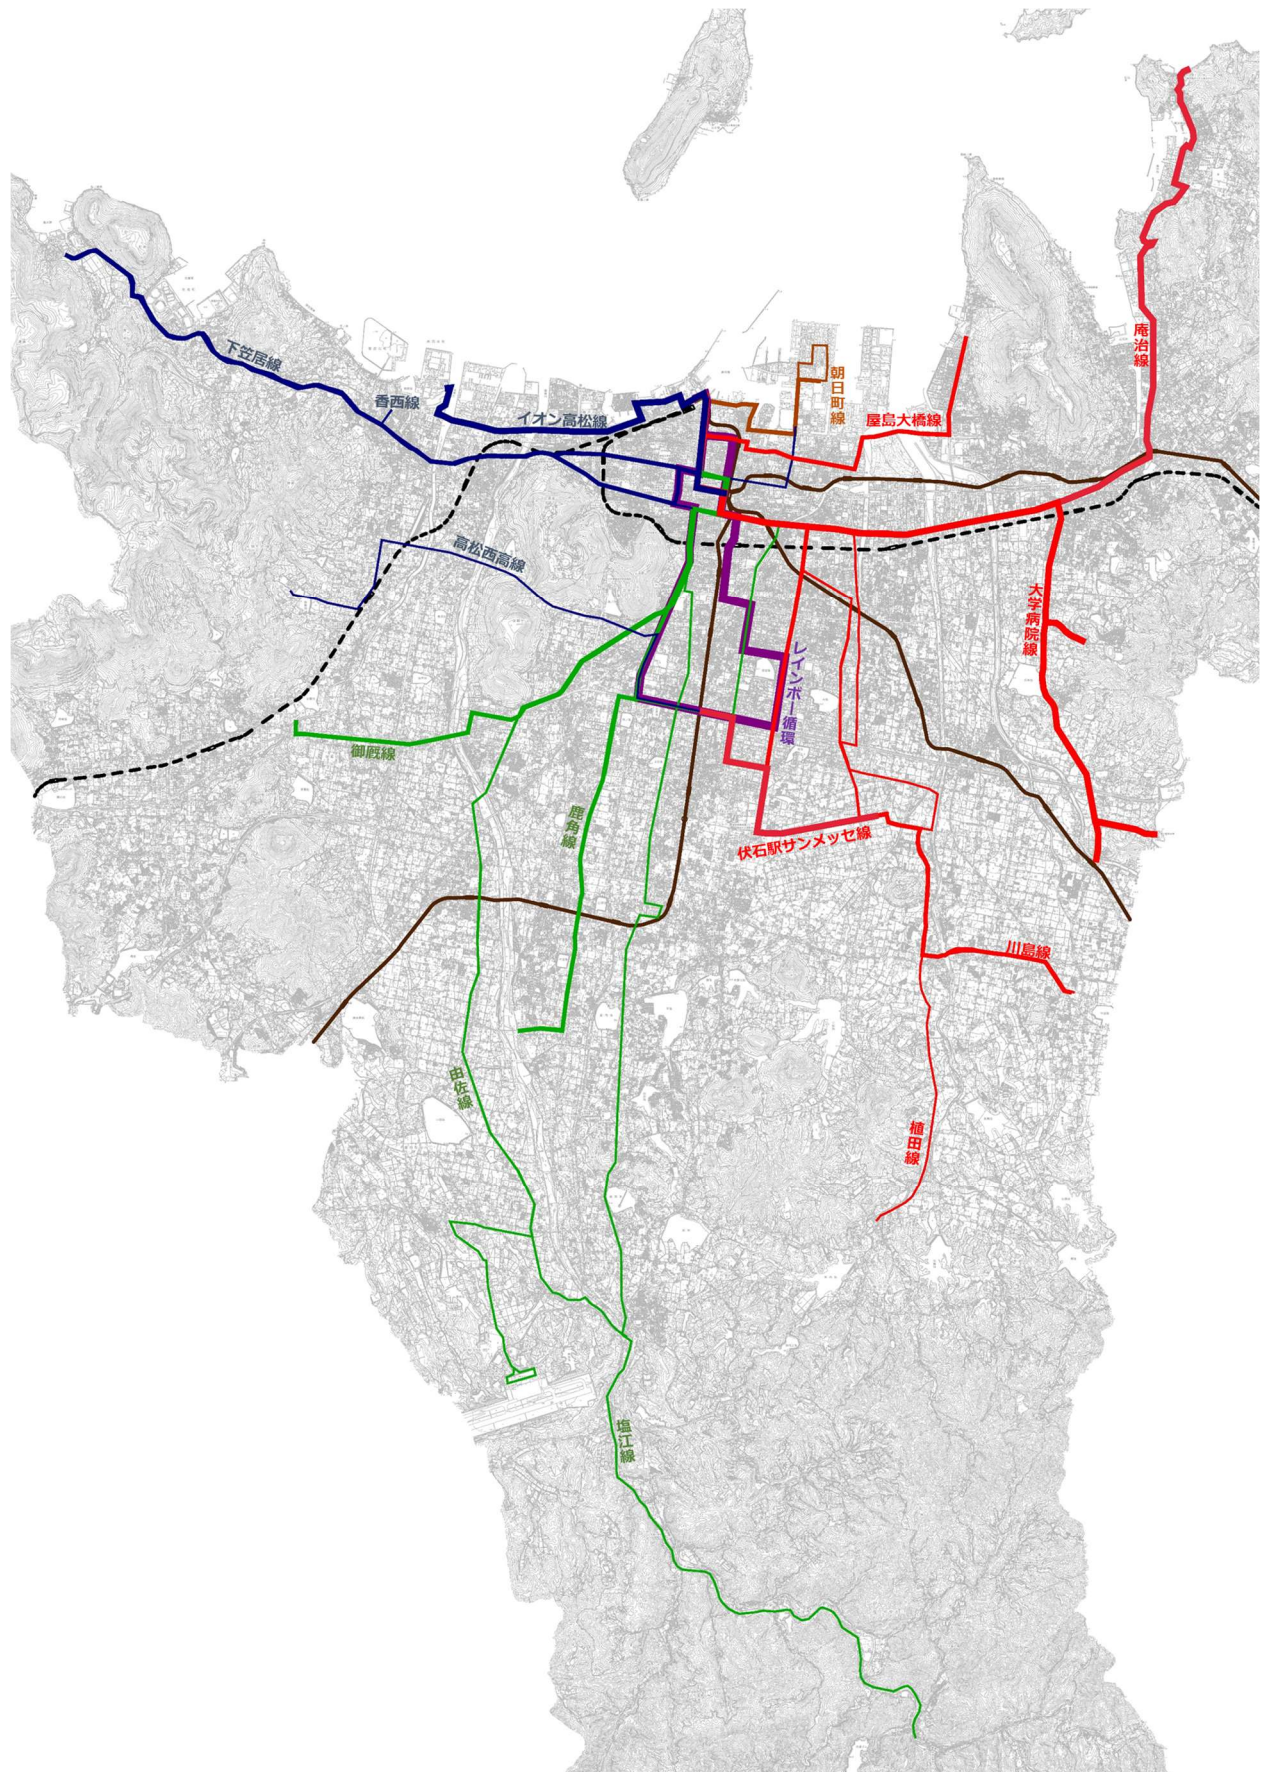 庵治線
下笠居線
朝日町線
香西線
イオン高松線
屋島大橋線
高松西高線
大学病院線
レインボー循環
御厩線
鹿角線
伏石駅サンメッセ線
川島線
由佐線
植田線
塩江線